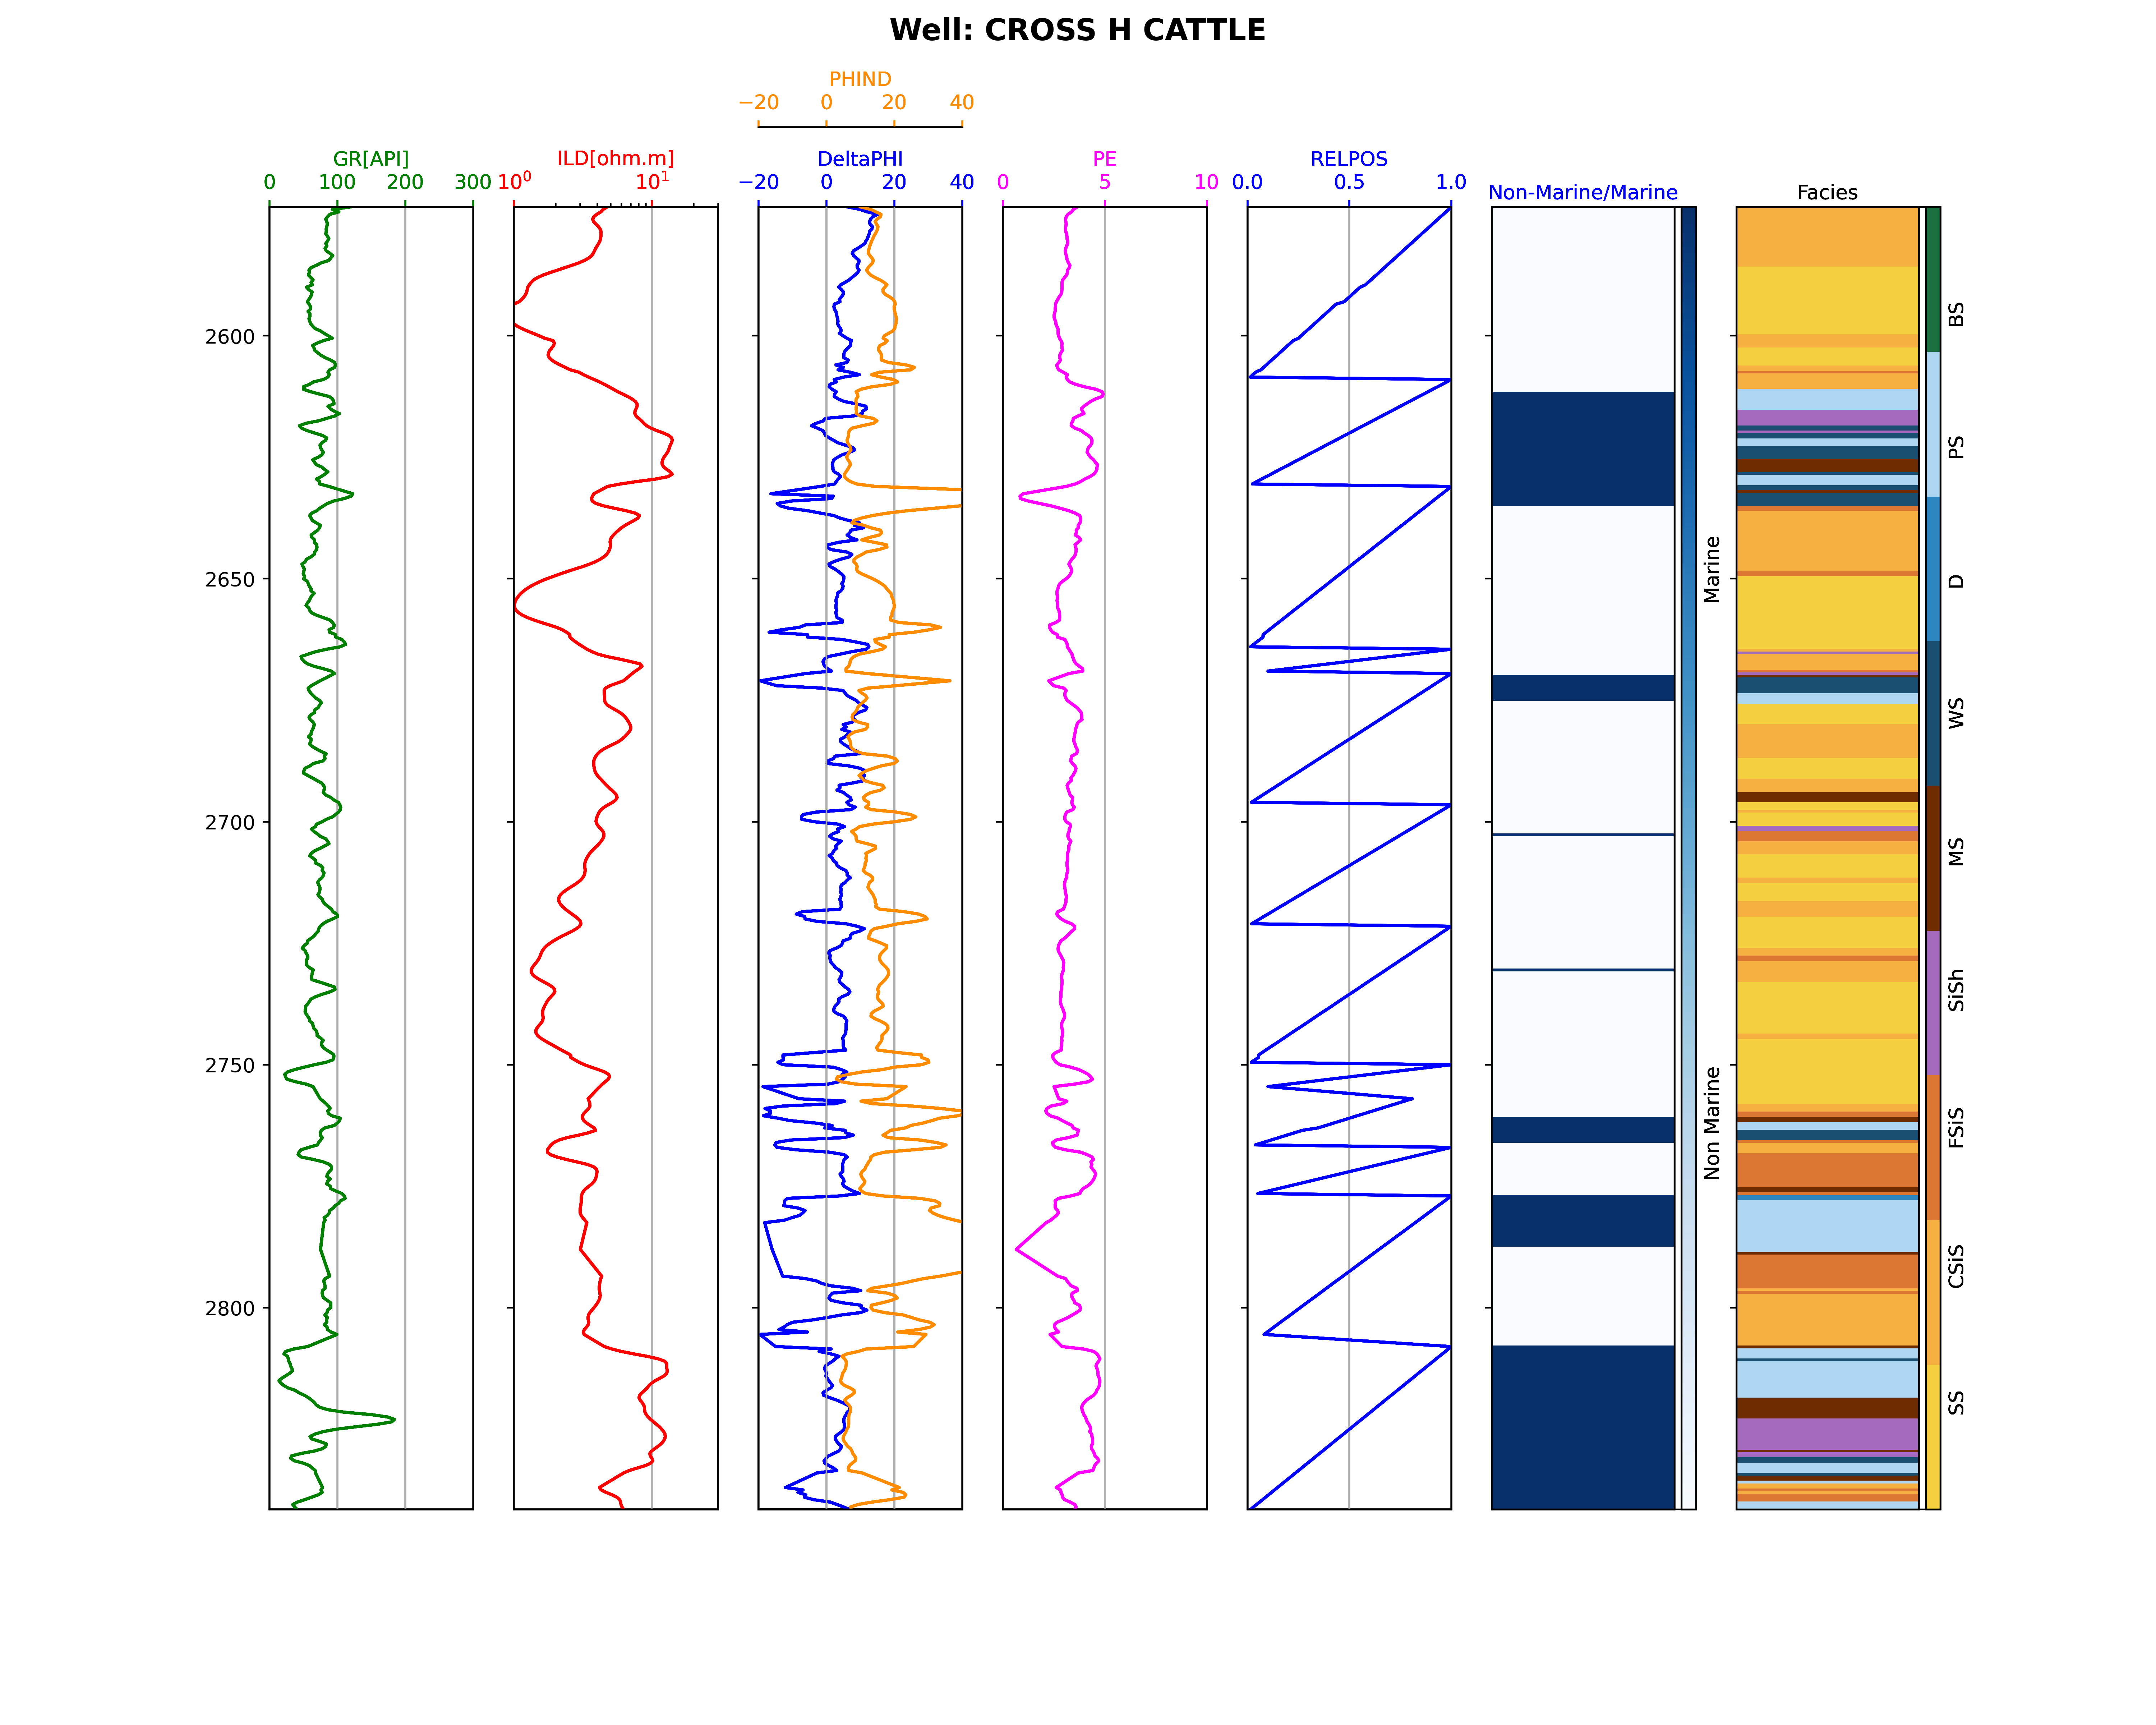 Well: CROSS H CATTLE
PHIND
−20 0 20 40
GR[API] ILD[ohm.m] DeltaPHI PE RELPOS
0 100 200 300 10⁰ 10¹ −20 0 20 40 0 5 10 0.0 0.5 1.0
Non-Marine/Marine Facies
2600
2650
2700
2750
2800
Marine
Non Marine
BS
PS
D
WS
MS
SiSh
FSiS
CSiS
SS